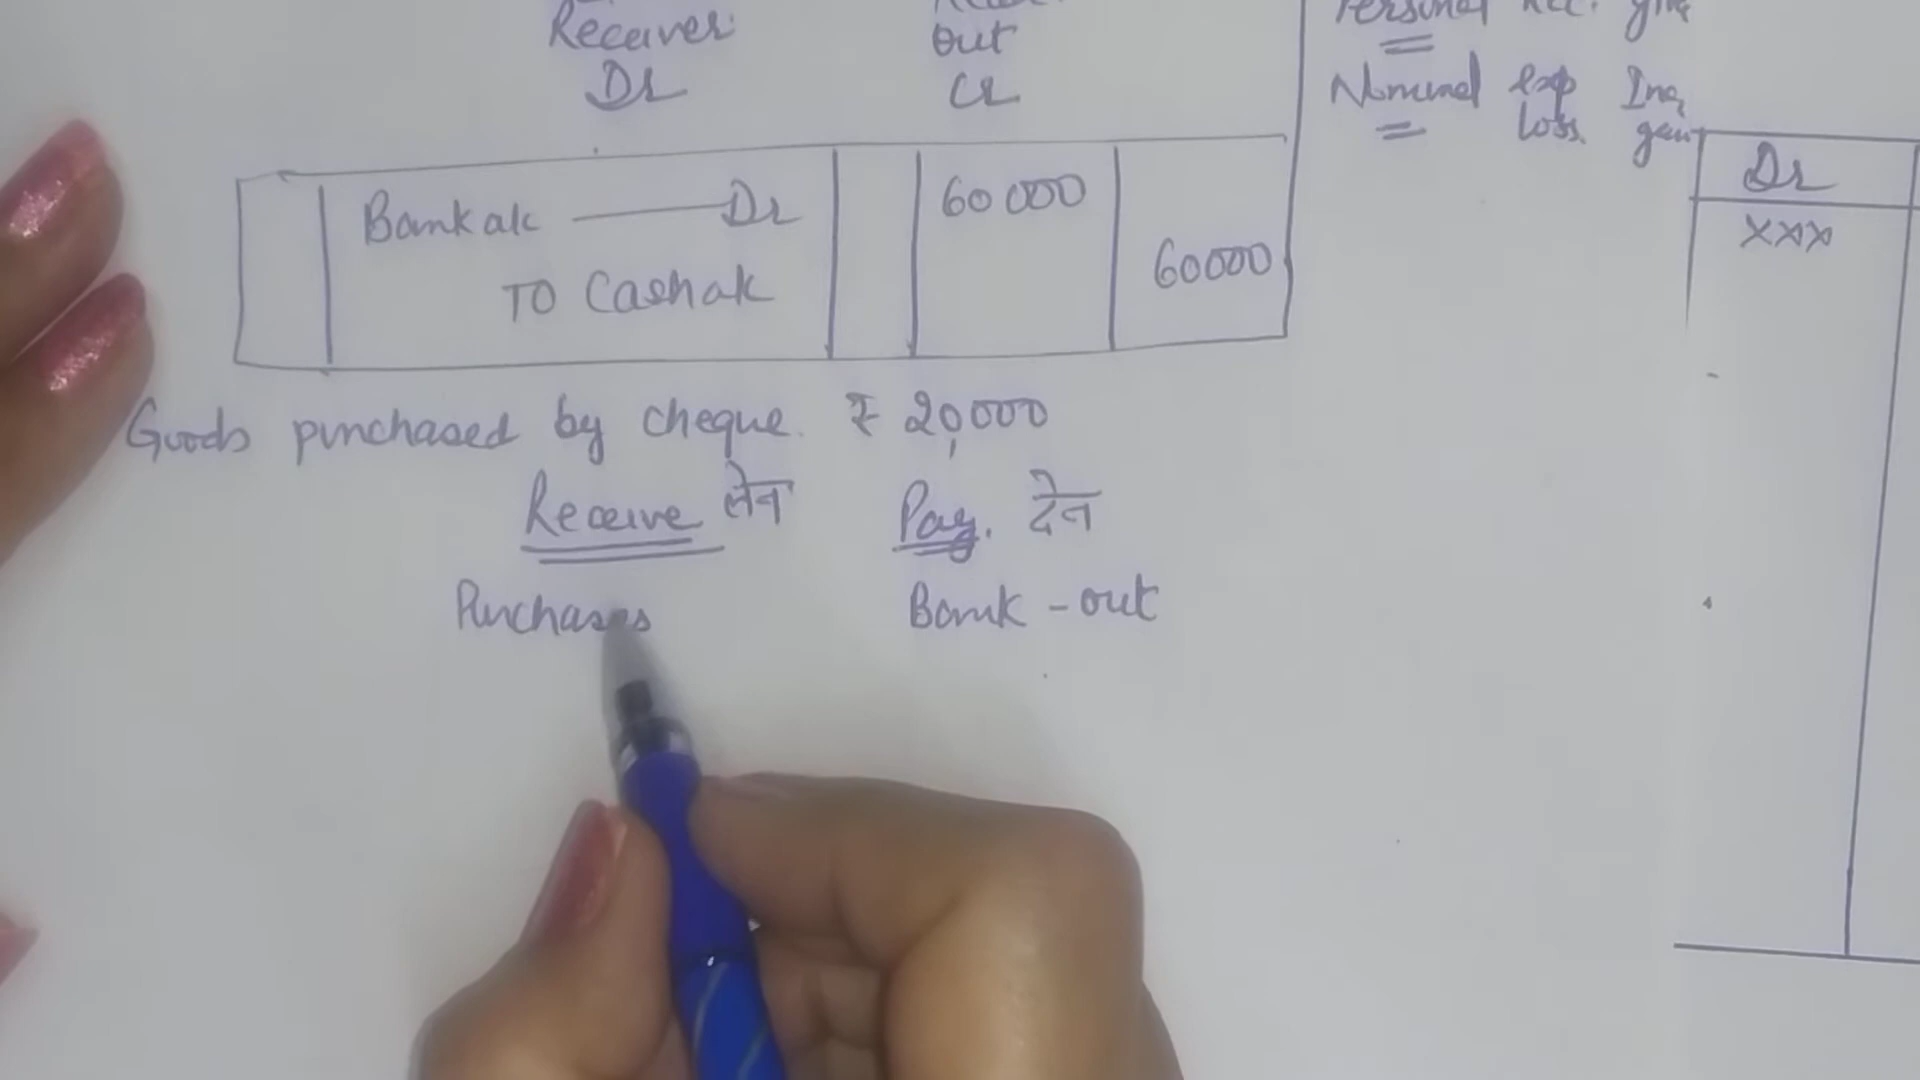 Receiver out
Dr Cr
Personal Rec.
Nominal exp Inc,
loss. gain
Bank a/c Dr 60000
To Cash a/c 60000
Dr
xxx
Goods purchased by cheque. ₹ 20,000
Receive लेन Pay. देन
Purchases Bank - out